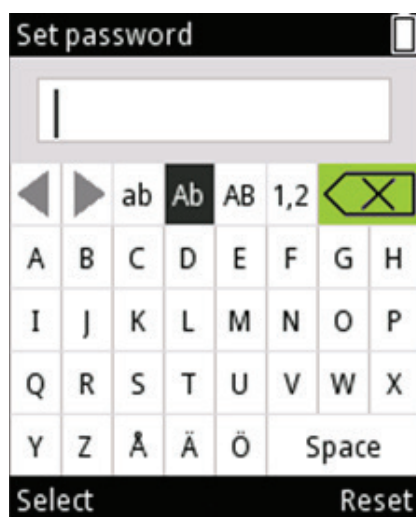 Set password
ab Ab AB 1,2
A B C D E F G H
I J K L M N O P
Q R S T U V W X
Y Z Å Ä Ö Space
Select Reset